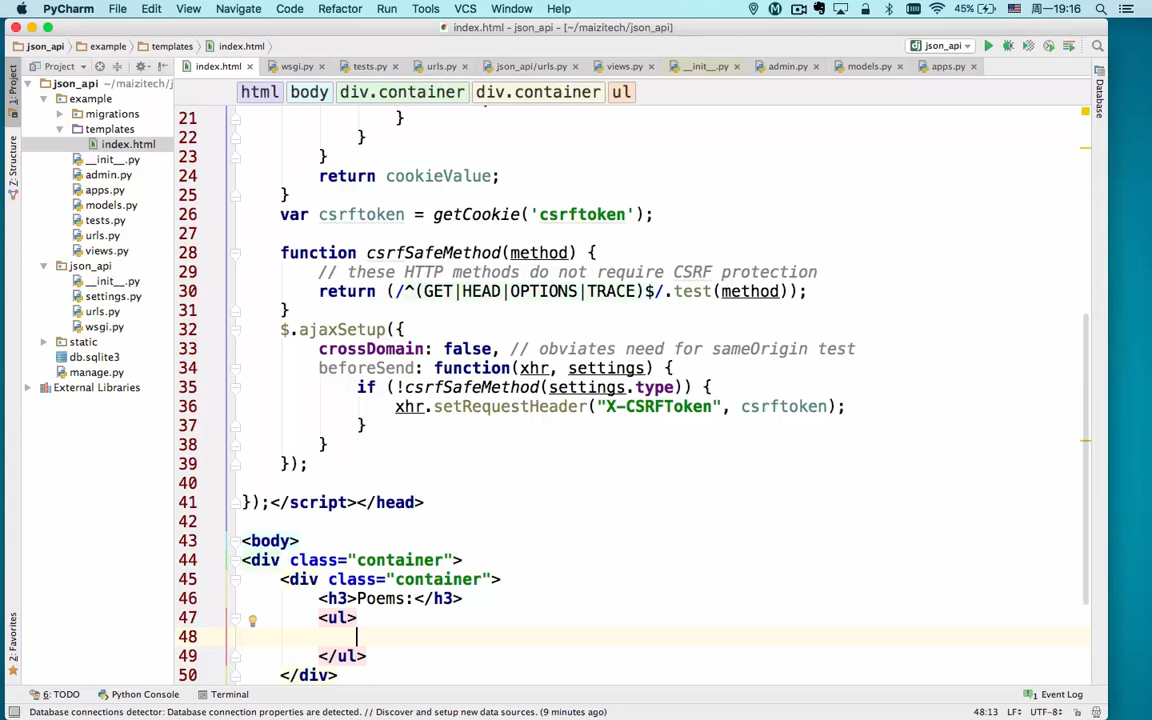 PyCharm File Edit View Navigate Code Refactor Run Tools VCS Window Help 45% 周一19:16
index.html - json_api [~/maizitech/json_api]
json_api example templates index.html json_api
Project index.html wsgi.py tests.py urls.py json_api/urls.py views.py __init__.py admin.py models.py apps.py
1: Project
Z: Structure
2: Favorites
Database
json_api ~/maizitech/
example
migrations
templates
index.html
__init__.py
admin.py
apps.py
models.py
tests.py
urls.py
views.py
json_api
__init__.py
settings.py
urls.py
wsgi.py
static
db.sqlite3
manage.py
External Libraries
html body div.container div.container ul
21 }
22 }
23 }
24 return cookieValue;
25 }
26 var csrftoken = getCookie('csrftoken');
27
28 function csrfSafeMethod(method) {
29 // these HTTP methods do not require CSRF protection
30 return (/^(GET|HEAD|OPTIONS|TRACE)$/.test(method));
31 }
32 $.ajaxSetup({
33 crossDomain: false, // obviates need for sameOrigin test
34 beforeSend: function(xhr, settings) {
35 if (!csrfSafeMethod(settings.type)) {
36 xhr.setRequestHeader("X-CSRFToken", csrftoken);
37 }
38 }
39 });
40
41 });</script></head>
42
43 <body>
44 <div class="container">
45 <div class="container">
46 <h3>Poems:</h3>
47 <ul>
48
49 </ul>
50 </div>
6: TODO Python Console Terminal Event Log
Database connections detector: Database connection properties are detected. // Discover and setup new data sources. (9 minutes ago) 48:13 LF UTF-8